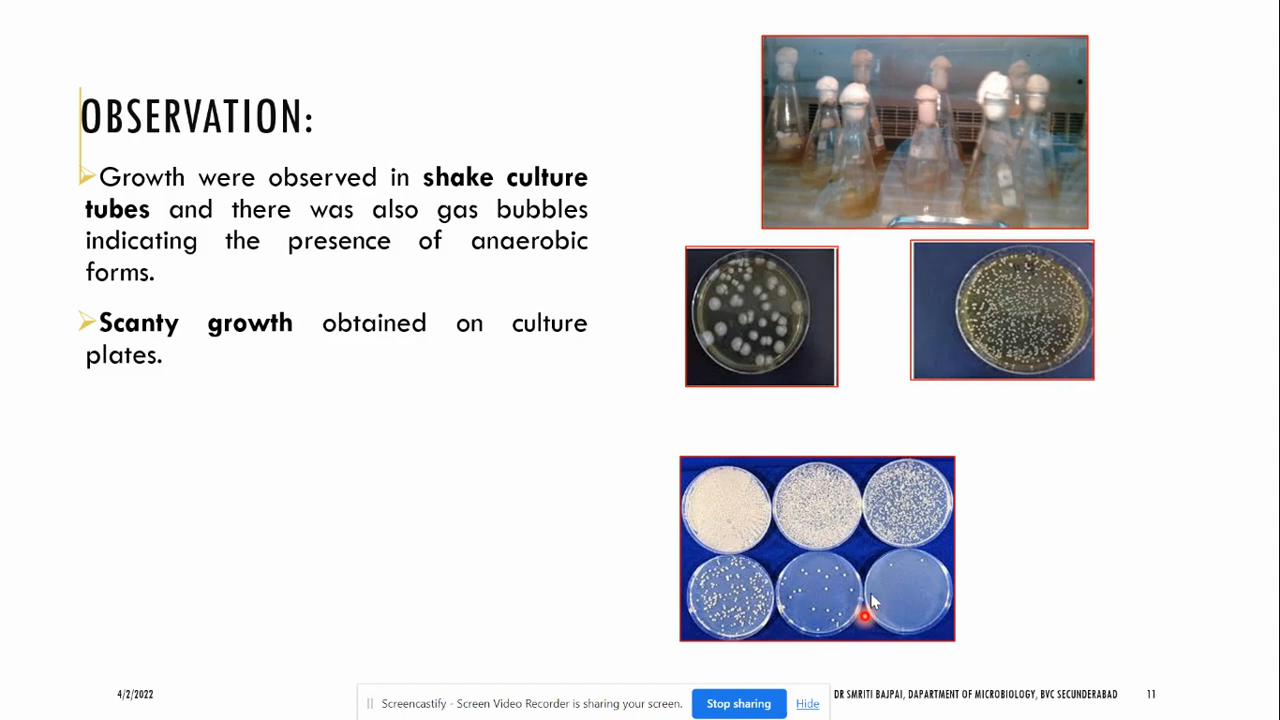 OBSERVATION:
Growth were observed in shake culture
tubes and there was also gas bubbles
indicating the presence of anaerobic
forms.
Scanty growth obtained on culture
plates.
4/2/2022
Screencastify - Screen Video Recorder is sharing your screen.
Stop sharing
Hide
DR SMRITI BAJPAI, DAPARTMENT OF MICROBIOLOGY, BVC SECUNDERABAD
11